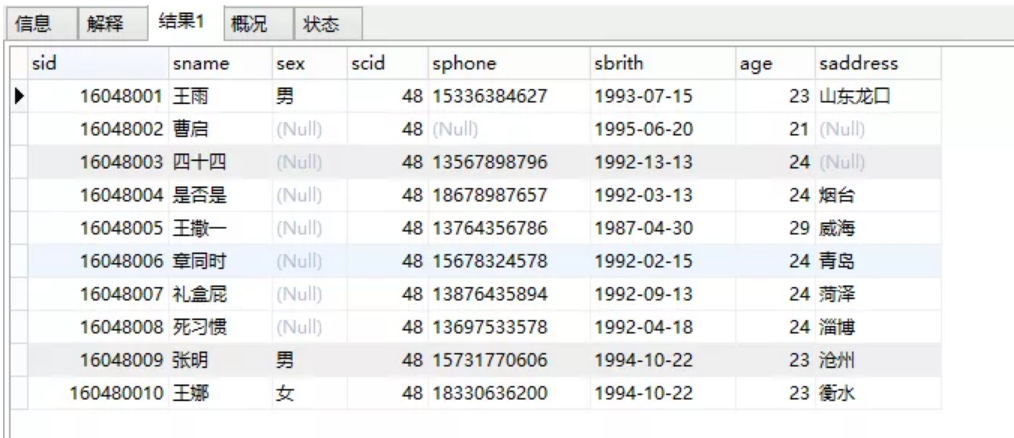 信息 解释 结果1 概况 状态
sid sname sex scid sphone sbrith age saddress
16048001 王雨 男 48 15336384627 1993-07-15 23 山东龙口
16048002 曹启 (Null) 48 (Null) 1995-06-20 21 (Null)
16048003 四十四 (Null) 48 13567898796 1992-13-13 24 (Null)
16048004 是否是 (Null) 48 18678987657 1992-03-13 24 烟台
16048005 王撒一 (Null) 48 13764356786 1987-04-30 29 威海
16048006 章同时 (Null) 48 15678324578 1992-02-15 24 青岛
16048007 礼盒屁 (Null) 48 13876435894 1992-09-13 24 菏泽
16048008 死习惯 (Null) 48 13697533578 1992-04-18 24 淄博
16048009 张明 男 48 15731770606 1994-10-22 23 沧州
160480010 王娜 女 48 18330636200 1994-10-22 23 衡水